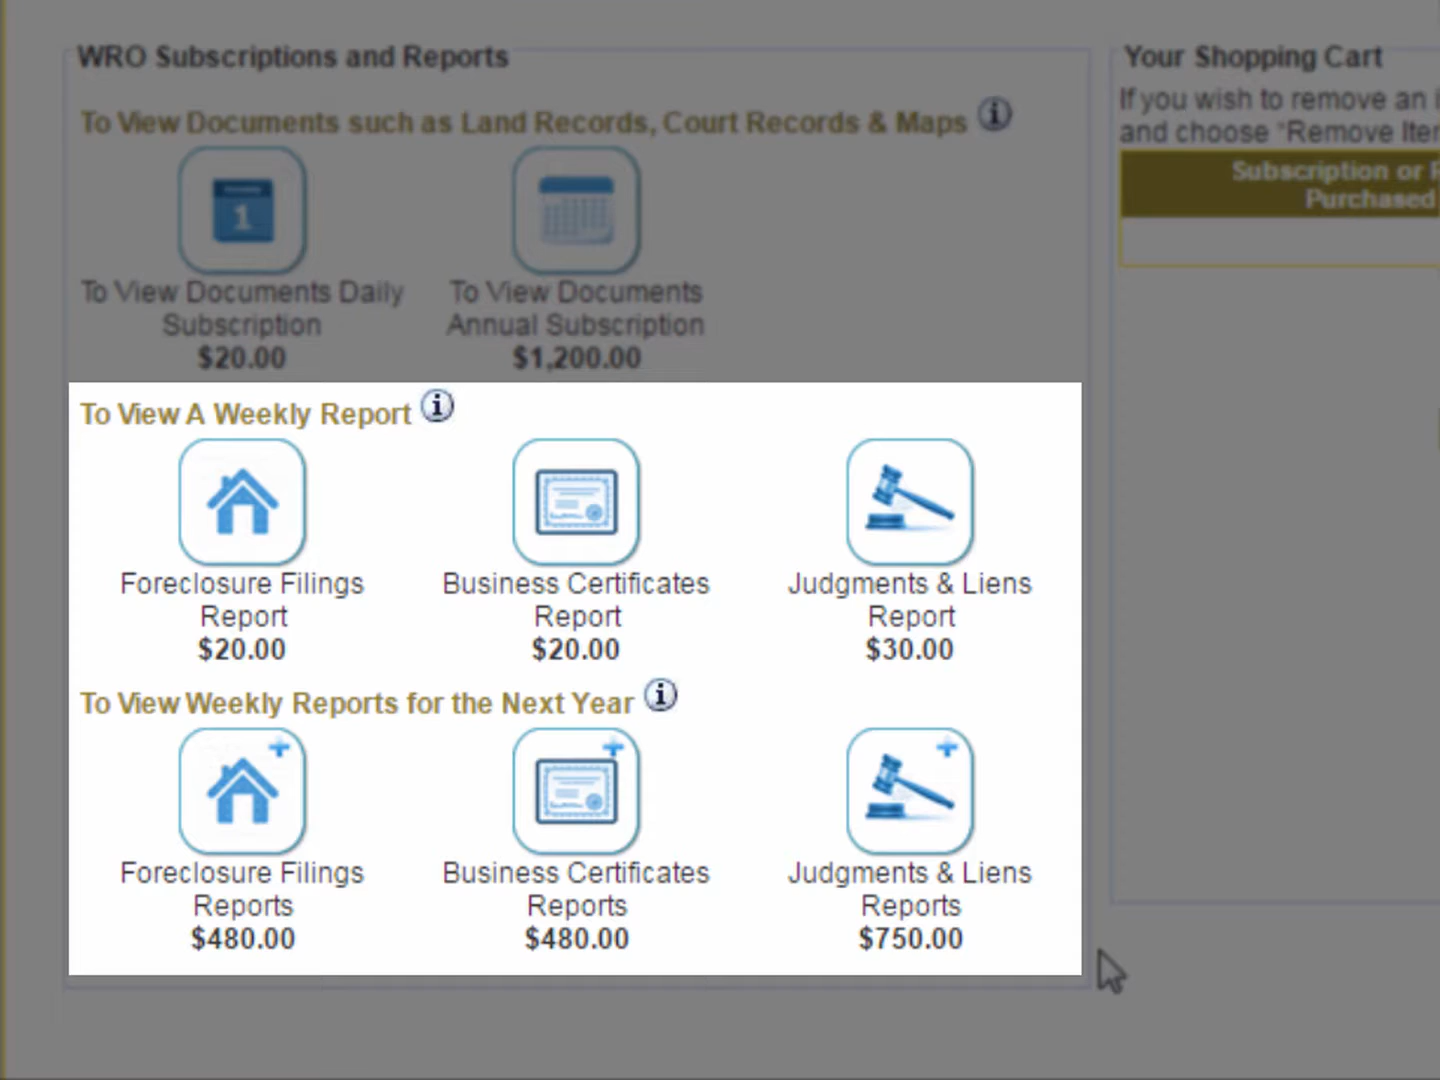 WRO Subscriptions and Reports
To View Documents such as Land Records, Court Records & Maps
1
To View Documents Daily
Subscription
$20.00
To View Documents
Annual Subscription
$1,200.00
To View A Weekly Report
Foreclosure Filings
Report
$20.00
Business Certificates
Report
$20.00
Judgments & Liens
Report
$30.00
To View Weekly Reports for the Next Year
Foreclosure Filings
Reports
$480.00
Business Certificates
Reports
$480.00
Judgments & Liens
Reports
$750.00
Your Shopping Cart
If you wish to remove an
and choose "Remove
Subscription or
Purchased